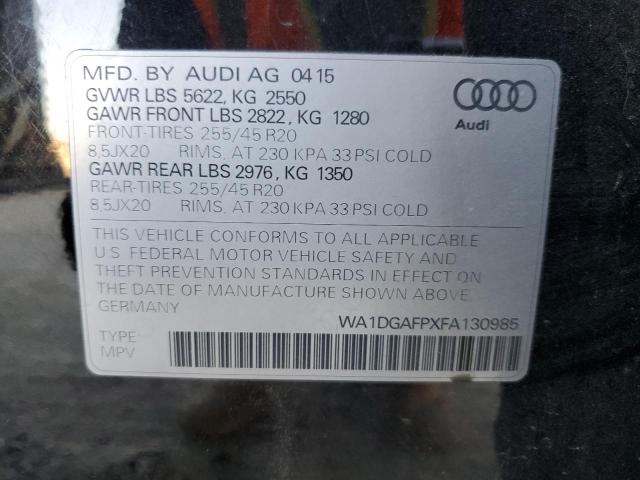 MFD. BY AUDI AG 04 15
GVWR LBS 5622, KG 2550
GAWR FRONT LBS 2822, KG 1280
FRONT-TIRES 255/45 R20
8,5JX20 RIMS, AT 230 KPA 33 PSI COLD
GAWR REAR LBS 2976, KG 1350
REAR-TIRES 255/45 R20
8,5JX20 RIMS, AT 230 KPA 33 PSI COLD
Audi
THIS VEHICLE CONFORMS TO ALL APPLICABLE
U.S. FEDERAL MOTOR VEHICLE SAFETY AND
THEFT PREVENTION STANDARDS IN EFFECT ON
THE DATE OF MANUFACTURE SHOWN ABOVE
GERMANY
WA1DGAFPXFA130985
TYPE:
MPV